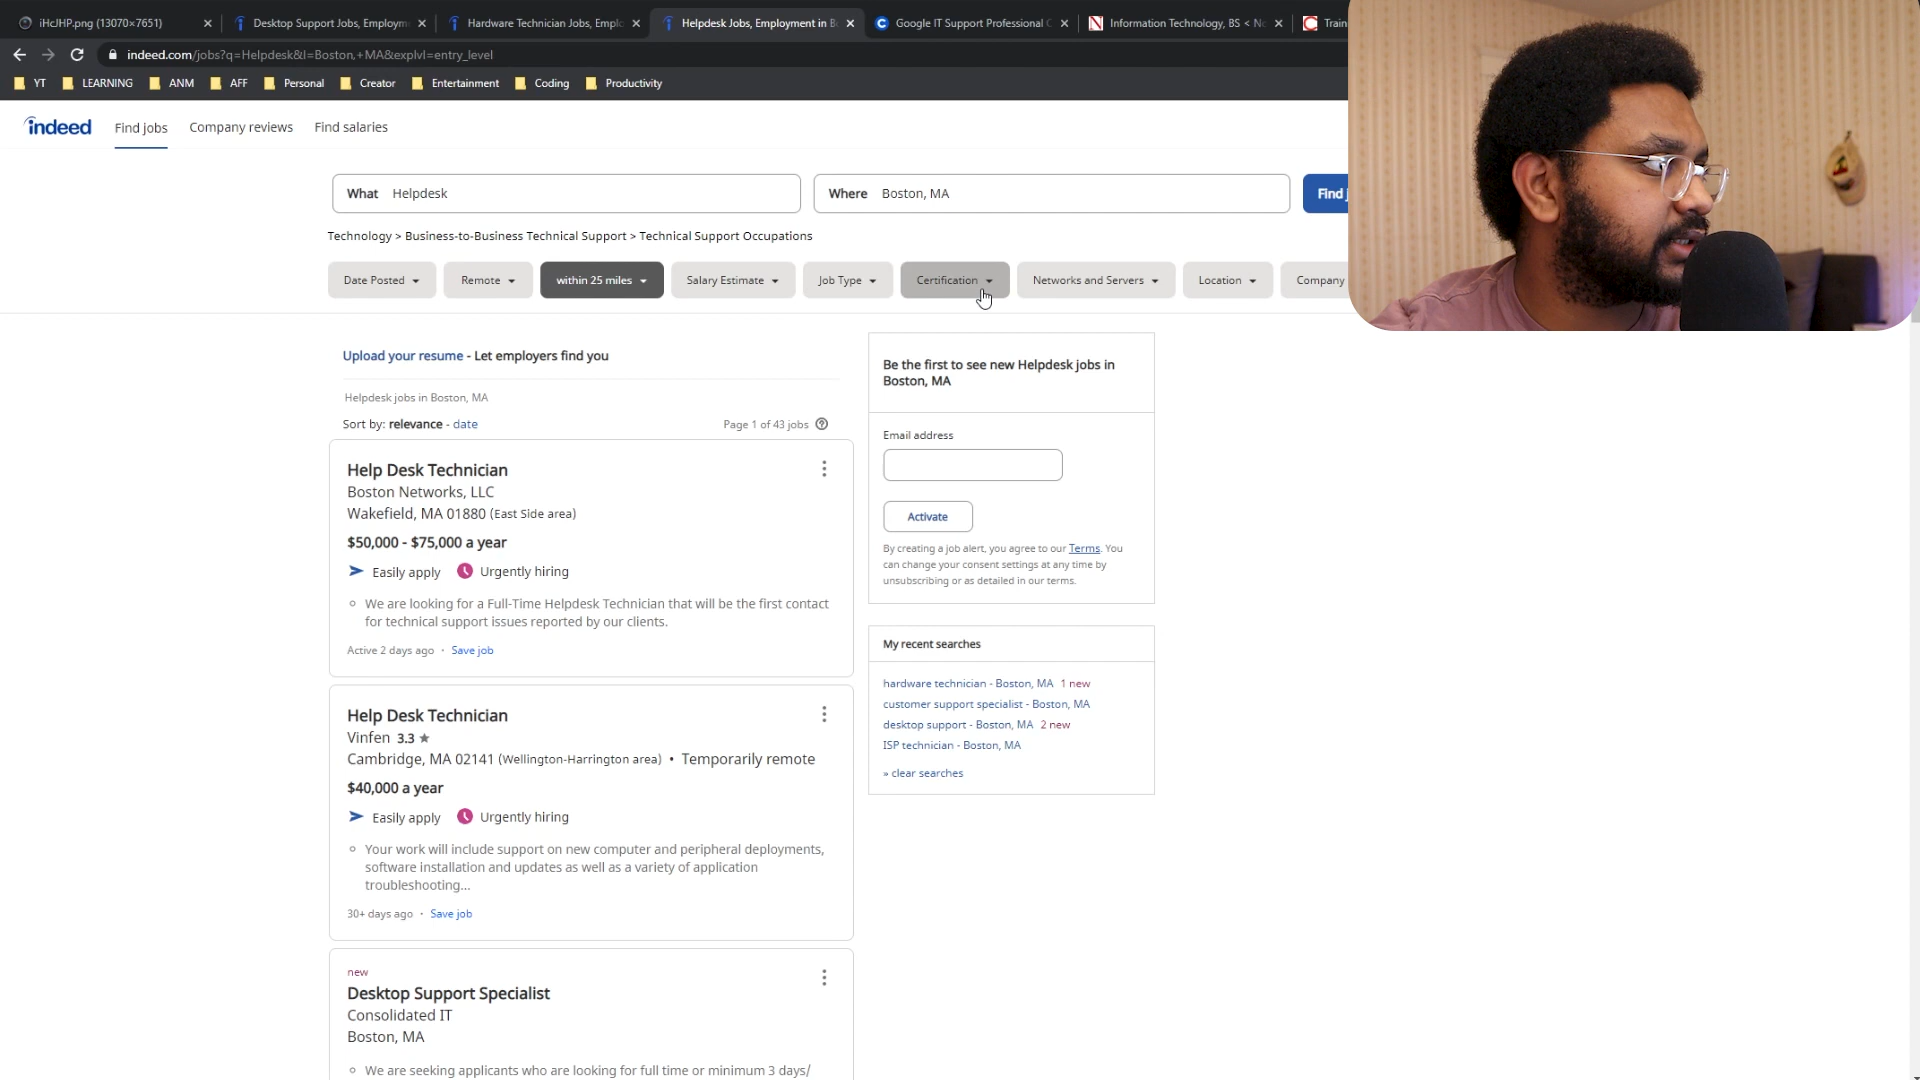 iHcJHP.png (13070×7651)
Desktop Support Jobs, Employm
Hardware Technician Jobs, Emplo
Helpdesk Jobs, Employment in Bo
Google IT Support Professional C
Information Technology, BS < No
Train
indeed.com/jobs?q=Helpdesk&l=Boston,+MA&explvl=entry_level
YT LEARNING ANM AFF Personal Creator Entertainment Coding Productivity
indeed Find jobs Company reviews Find salaries
What Helpdesk Where Boston, MA Find j
Technology > Business-to-Business Technical Support > Technical Support Occupations
Date Posted Remote within 25 miles Salary Estimate Job Type Certification Networks and Servers Location Company
Upload your resume - Let employers find you
Helpdesk jobs in Boston, MA
Sort by: relevance - date Page 1 of 43 jobs
Help Desk Technician
Boston Networks, LLC
Wakefield, MA 01880 (East Side area)
$50,000 - $75,000 a year
Easily apply Urgently hiring
We are looking for a Full-Time Helpdesk Technician that will be the first contact
for technical support issues reported by our clients.
Active 2 days ago · Save job
Help Desk Technician
Vinfen 3.3 ★
Cambridge, MA 02141 (Wellington-Harrington area) • Temporarily remote
$40,000 a year
Easily apply Urgently hiring
Your work will include support on new computer and peripheral deployments,
software installation and updates as well as a variety of application
troubleshooting...
30+ days ago · Save job
new
Desktop Support Specialist
Consolidated IT
Boston, MA
We are seeking applicants who are looking for full time or minimum 3 days/
Be the first to see new Helpdesk jobs in
Boston, MA
Email address
Activate
By creating a job alert, you agree to our Terms. You
can change your consent settings at any time by
unsubscribing or as detailed in our terms.
My recent searches
hardware technician - Boston, MA 1 new
customer support specialist - Boston, MA
desktop support - Boston, MA 2 new
ISP technician - Boston, MA
» clear searches